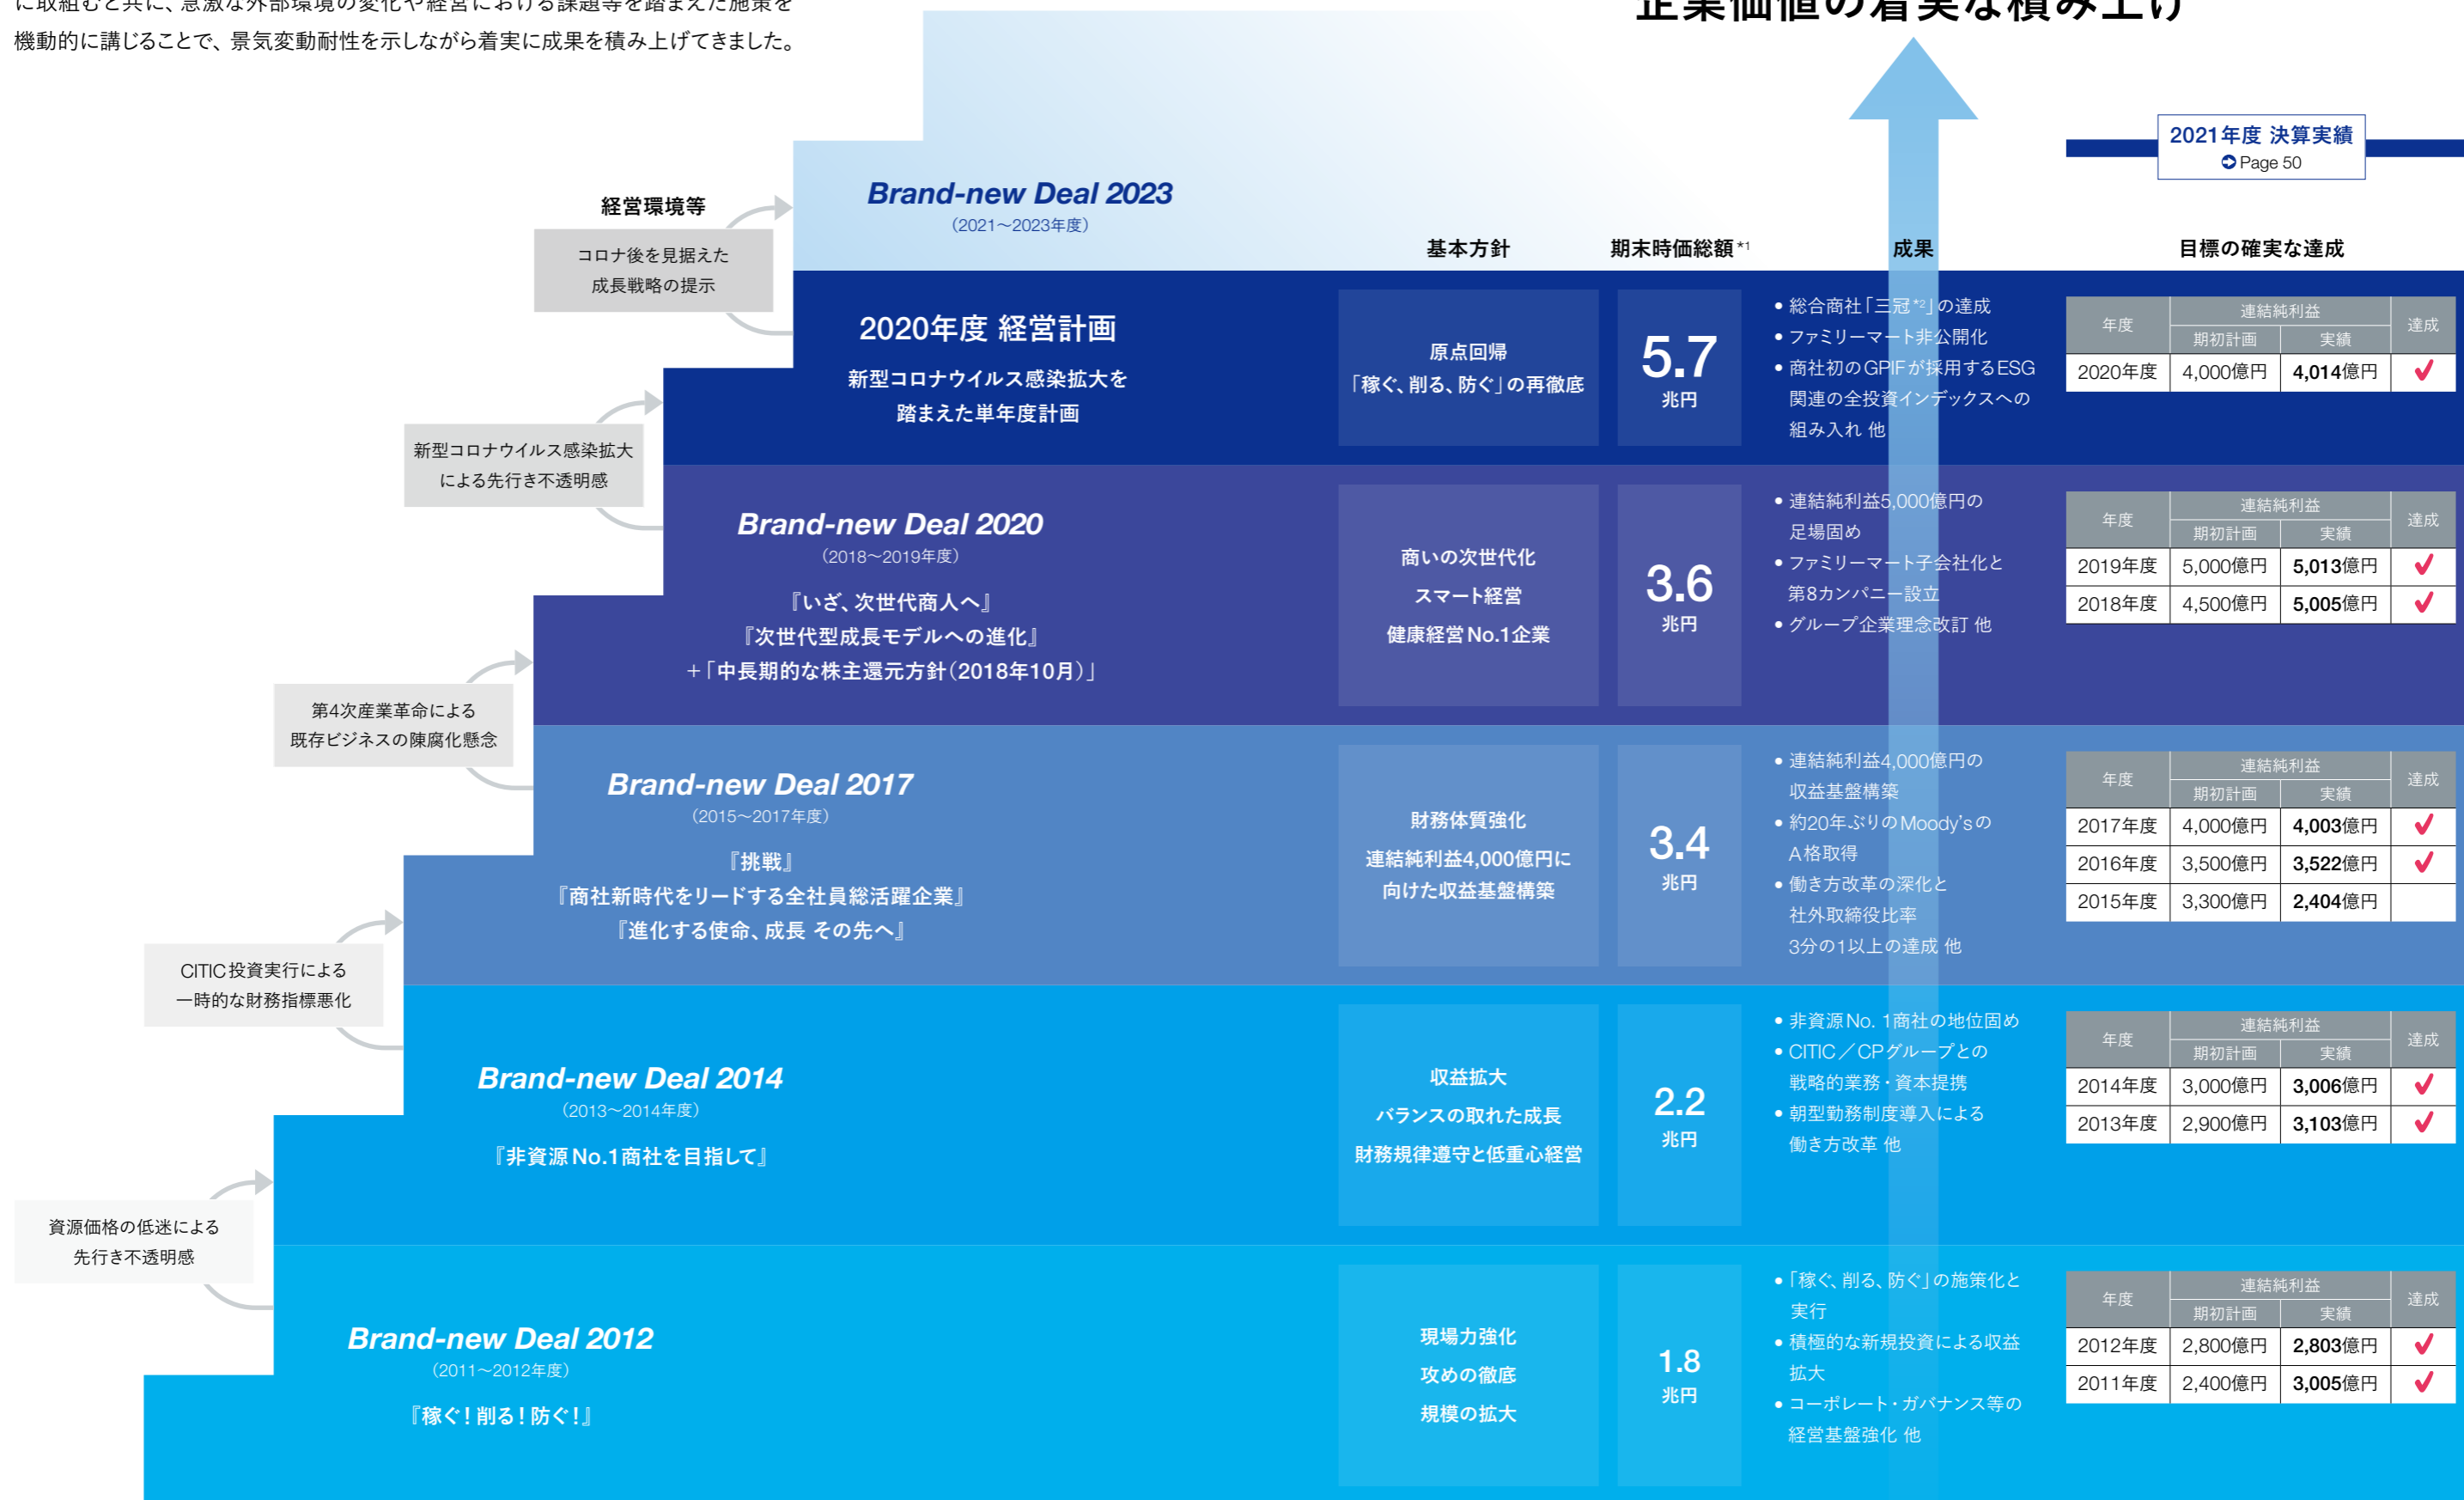 に取組むと共に、急激な外部環境の変化や経営における課題等を踏まえた施策を
機動的に講じることで、景気変動耐性を示しながら着実に成果を積み上げてきました。
企業価値の着実な積み上げ
2021年度 決算実績
Page 50
経営環境等
コロナ後を見据えた
成長戦略の提示
Brand-new Deal 2023
（2021～2023年度）
基本方針
期末時価総額*1
成果
目標の確実な達成
2020年度 経営計画
新型コロナウイルス感染拡大を
踏まえた単年度計画
原点回帰
「稼ぐ、削る、防ぐ」の再徹底
5.7
兆円
• 総合商社「三冠*2」の達成
• ファミリーマート非公開化
• 商社初のGPIFが採用するESG
関連の全投資インデックスへの
組み入れ 他
年度 連結純利益 達成
期初計画 実績
2020年度 4,000億円 4,014億円 ✓
新型コロナウイルス感染拡大
による先行き不透明感
Brand-new Deal 2020
（2018～2019年度）
『いざ、次世代商人へ』
『次世代型成長モデルへの進化』
＋「中長期的な株主還元方針（2018年10月）」
商いの次世代化
スマート経営
健康経営No.1企業
3.6
兆円
• 連結純利益5,000億円の
足場固め
• ファミリーマート子会社化と
第8カンパニー設立
• グループ企業理念改訂 他
年度 連結純利益 達成
期初計画 実績
2019年度 5,000億円 5,013億円 ✓
2018年度 4,500億円 5,005億円 ✓
第4次産業革命による
既存ビジネスの陳腐化懸念
Brand-new Deal 2017
（2015～2017年度）
『挑戦』
『商社新時代をリードする全社員総活躍企業』
『進化する使命、成長 その先へ』
財務体質強化
連結純利益4,000億円に
向けた収益基盤構築
3.4
兆円
• 連結純利益4,000億円の
収益基盤構築
• 約20年ぶりのMoody'sの
A格取得
• 働き方改革の深化と
社外取締役比率
3分の1以上の達成 他
年度 連結純利益 達成
期初計画 実績
2017年度 4,000億円 4,003億円 ✓
2016年度 3,500億円 3,522億円 ✓
2015年度 3,300億円 2,404億円
CITIC投資実行による
一時的な財務指標悪化
Brand-new Deal 2014
（2013～2014年度）
『非資源No.1商社を目指して』
収益拡大
バランスの取れた成長
財務規律遵守と低重心経営
2.2
兆円
• 非資源No. 1商社の地位固め
• CITIC／CPグループとの
戦略的業務・資本提携
• 朝型勤務制度導入による
働き方改革 他
年度 連結純利益 達成
期初計画 実績
2014年度 3,000億円 3,006億円 ✓
2013年度 2,900億円 3,103億円 ✓
資源価格の低迷による
先行き不透明感
Brand-new Deal 2012
（2011～2012年度）
『稼ぐ！削る！防ぐ！』
現場力強化
攻めの徹底
規模の拡大
1.8
兆円
• 「稼ぐ、削る、防ぐ」の施策化と
実行
• 積極的な新規投資による収益
拡大
• コーポレート・ガバナンス等の
経営基盤強化 他
年度 連結純利益 達成
期初計画 実績
2012年度 2,800億円 2,803億円 ✓
2011年度 2,400億円 3,005億円 ✓